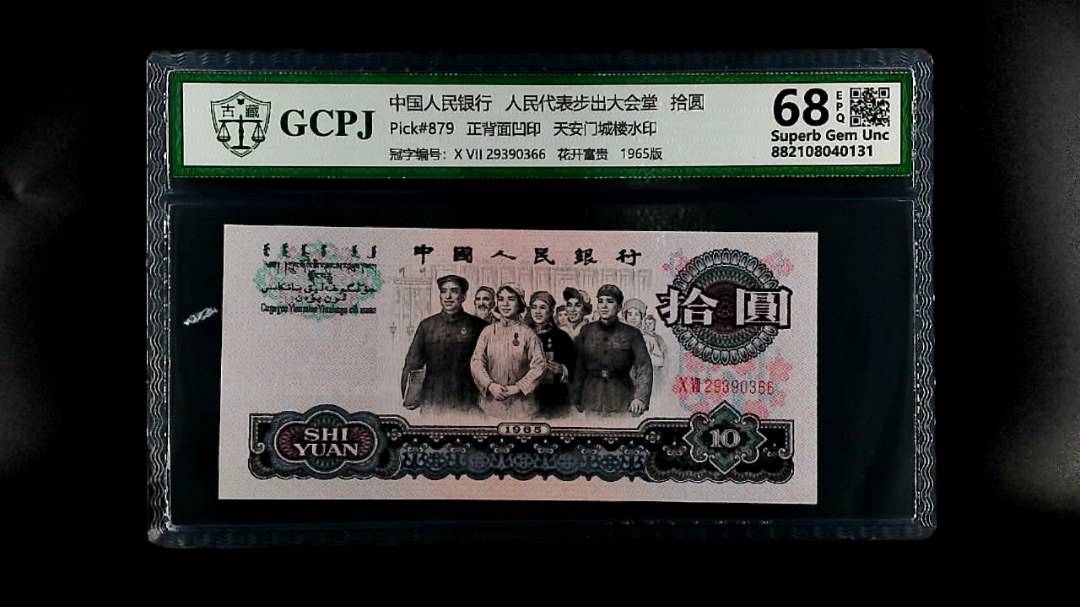 古 藏
GCPJ
中国人民银行 人民代表步出大会堂 拾圆
Pick#879 正背面凹印 天安门城楼水印
冠字编号：X VII 29390366 花开富贵 1965版
68 EPQ
Superb Gem Unc
882108040131
中國人民銀行
拾圓
X VII 29390366
1965
SHI
YUAN
10